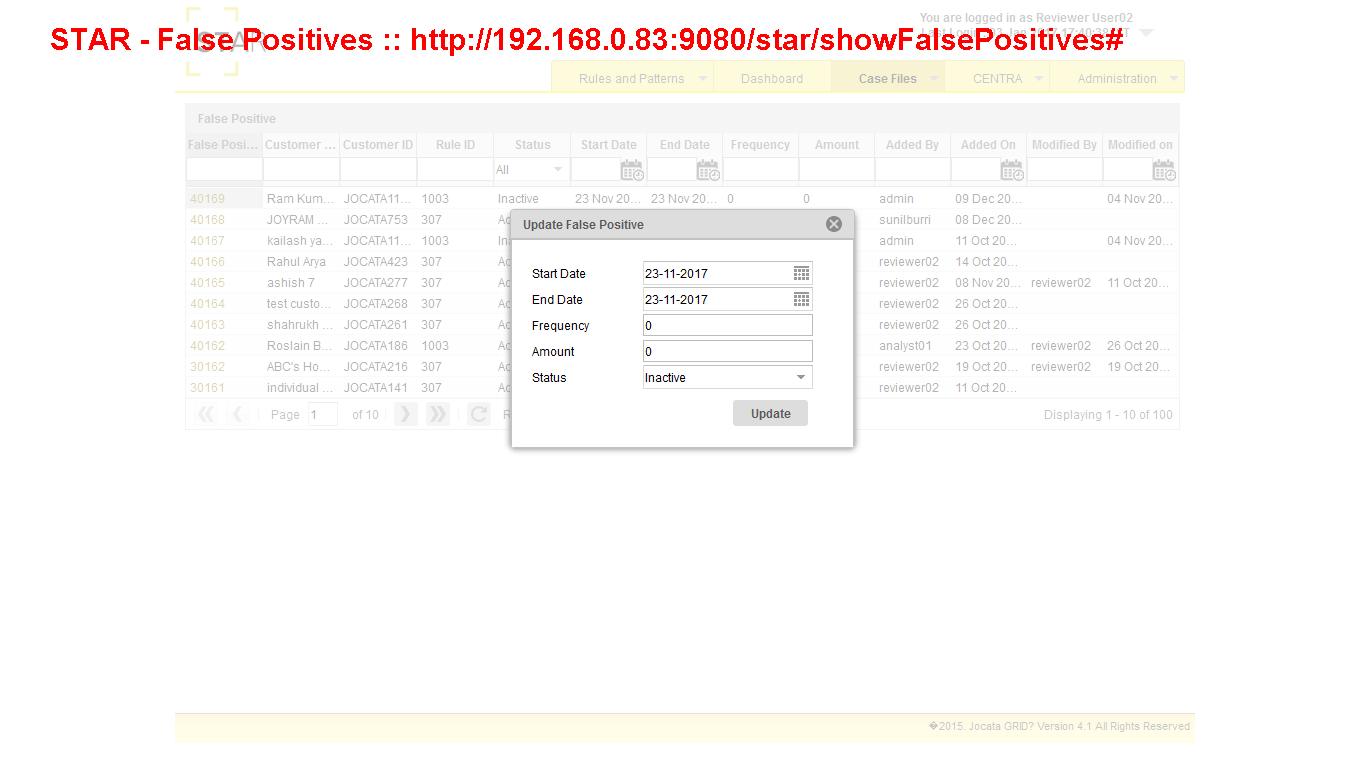 You are logged in as Reviewer User02
STAR - False Positives :: http://192.168.0.83:9080/star/showFalsePositives#
STAR
Rules and Patterns Dashboard Case Files CENTRA Administration
False Positive
False Posi... Customer ... Customer ID Rule ID Status Start Date End Date Frequency Amount Added By Added On Modified By Modified on
All
40169 Ram Kum... JOCATA11... 1003 Inactive 23 Nov 20... 23 Nov 20... 0 0 admin 09 Dec 20... 04 Nov 20...
40168 JOYRAM ... JOCATA753 307 sunilburri 08 Dec 20...
40167 kailash ya... JOCATA11... 1003 admin 11 Oct 20... 04 Nov 20...
40166 Rahul Arya JOCATA423 307 reviewer02 14 Oct 20...
40165 ashish 7 JOCATA277 307 reviewer02 08 Nov 20... reviewer02 11 Oct 20...
40164 test custo... JOCATA268 307 reviewer02 26 Oct 20...
40163 shahrukh ... JOCATA261 307 reviewer02 26 Oct 20...
40162 Roslain B... JOCATA186 1003 analyst01 23 Oct 20... reviewer02 26 Oct 20...
30162 ABC's Ho... JOCATA216 307 reviewer02 19 Oct 20... reviewer02 19 Oct 20...
30161 individual ... JOCATA141 307 reviewer02 11 Oct 20...
Page 1 of 10 Displaying 1 - 10 of 100
Update False Positive
Start Date 23-11-2017
End Date 23-11-2017
Frequency 0
Amount 0
Status Inactive
Update
�2015. Jocata GRID? Version 4.1 All Rights Reserved